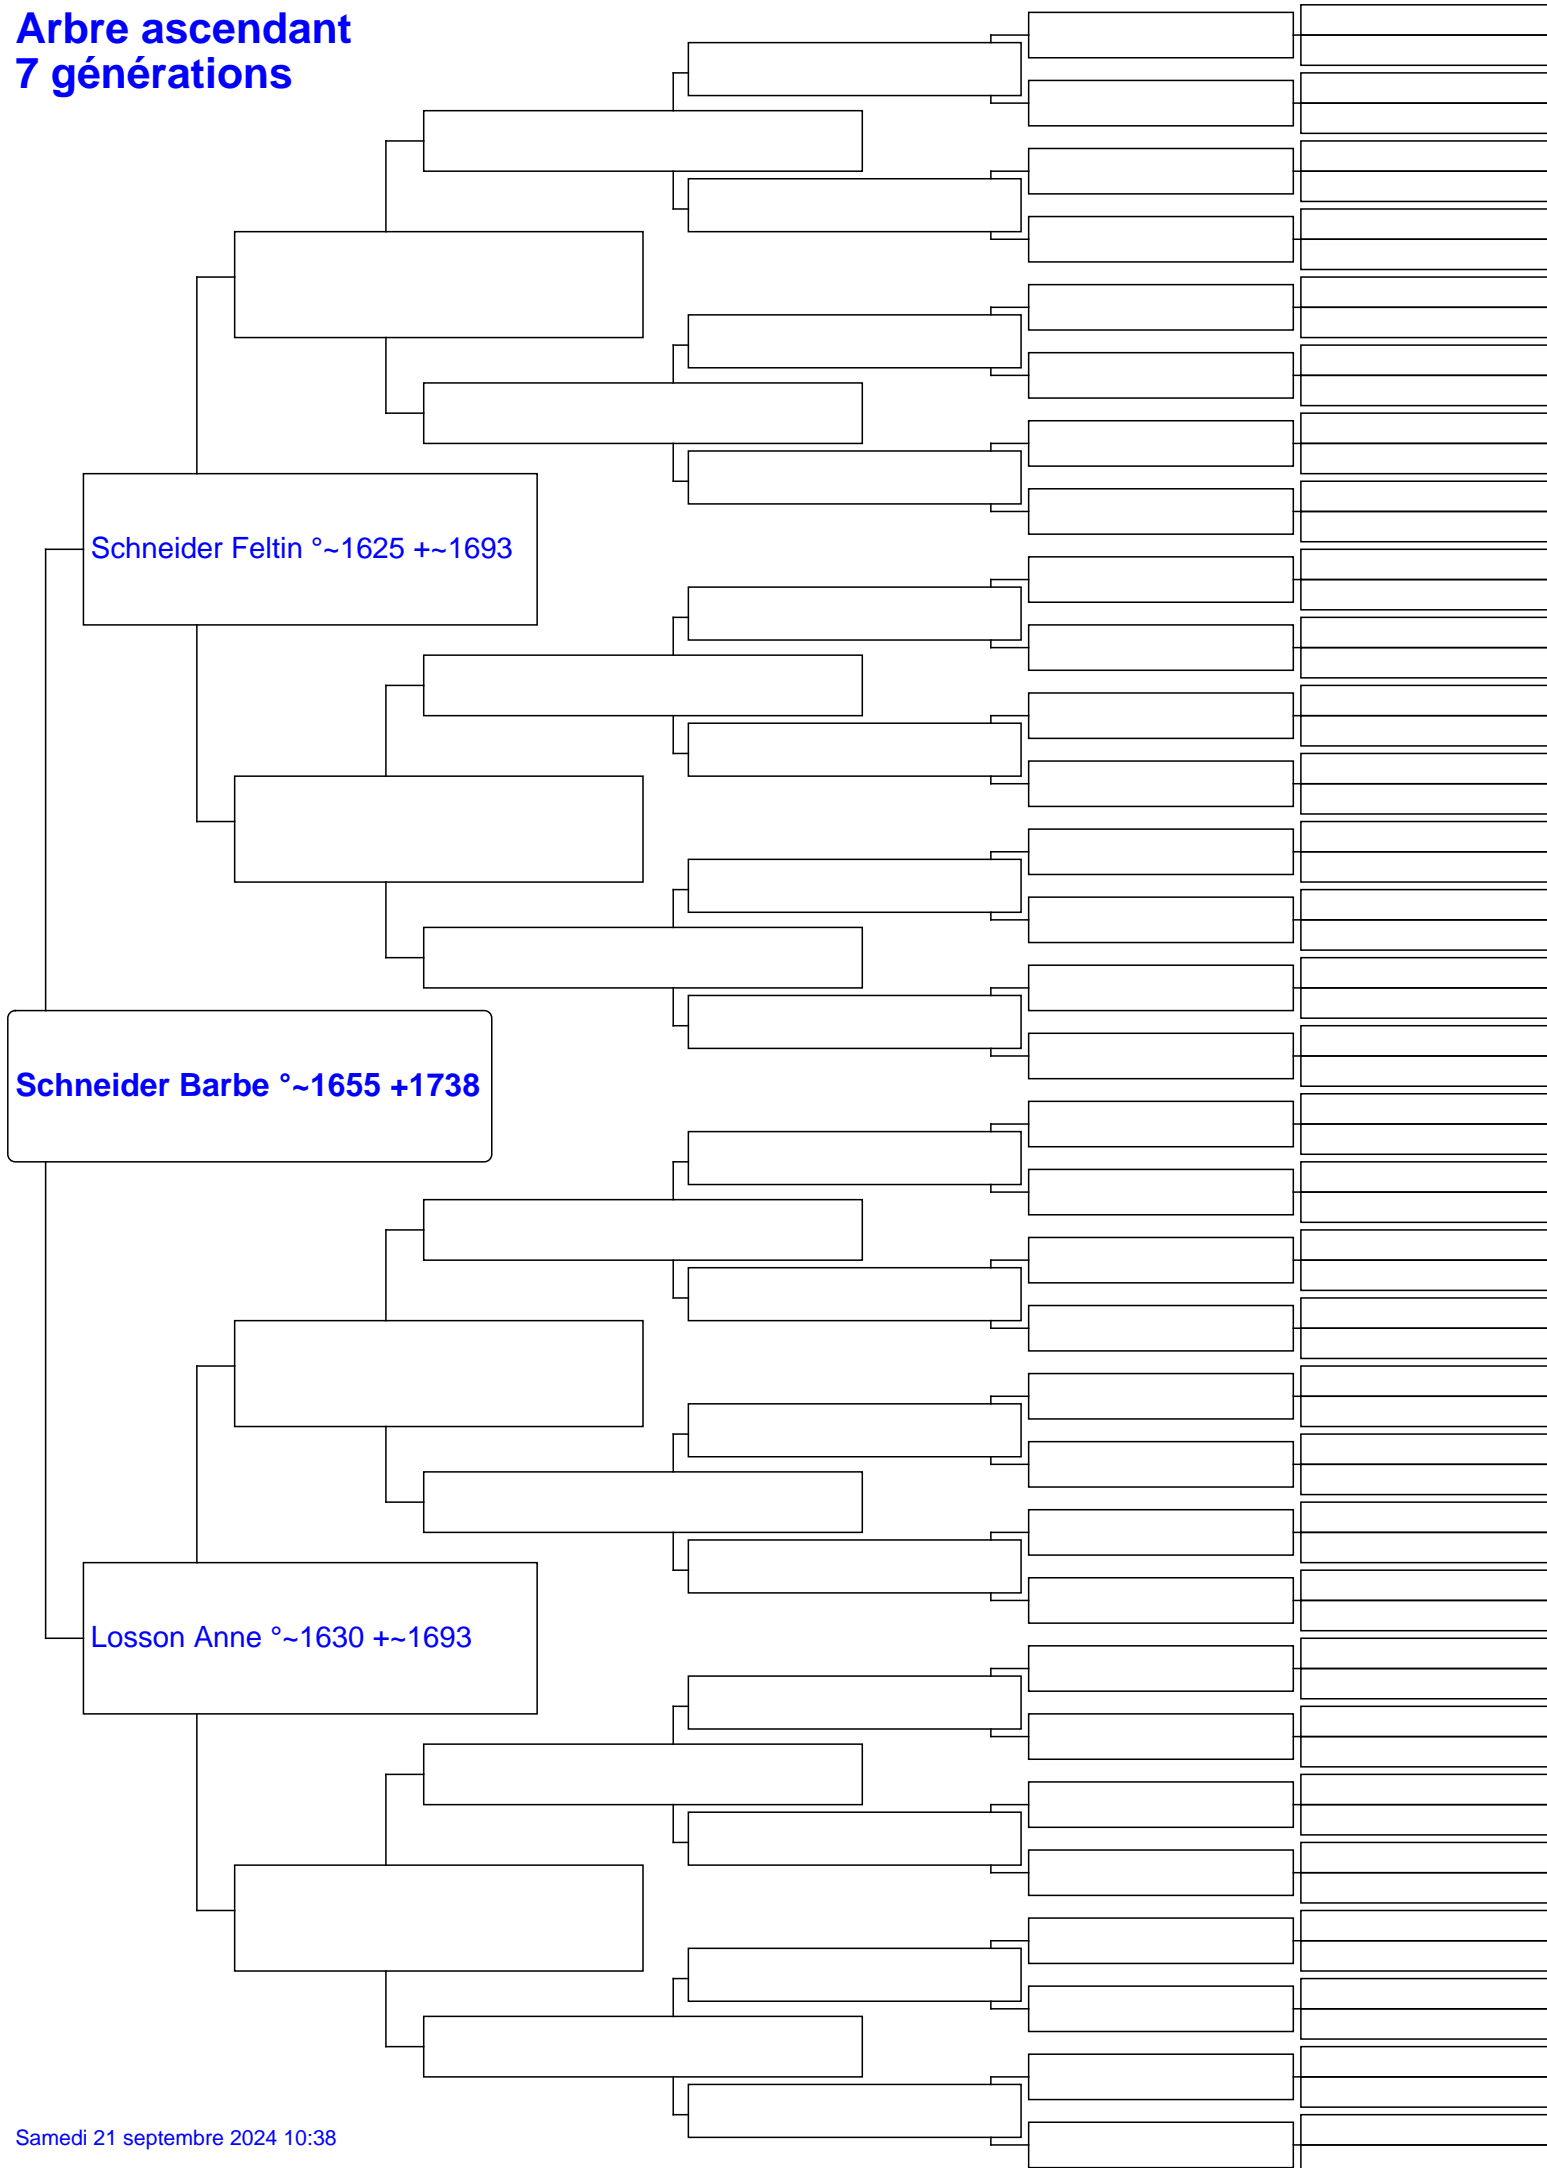 Arbre ascendant
7 générations
Schneider Feltin °~1625 +~1693
Schneider Barbe °~1655 +1738
Losson Anne °~1630 +~1693
Samedi 21 septembre 2024 10:38